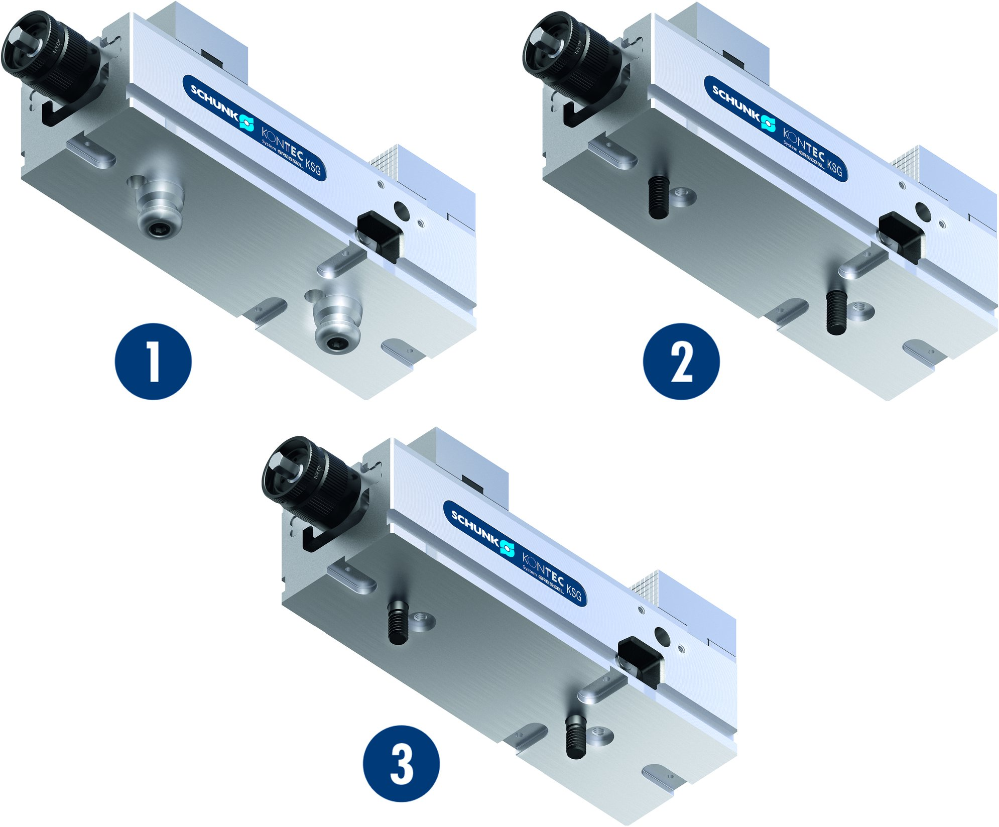 40 kN
SCHUNK
KONTEC KSG
System GRESSEL
1
40 kN
SCHUNK
KONTEC KSG
System GRESSEL
2
40 kN
SCHUNK
KONTEC KSG
System GRESSEL
3